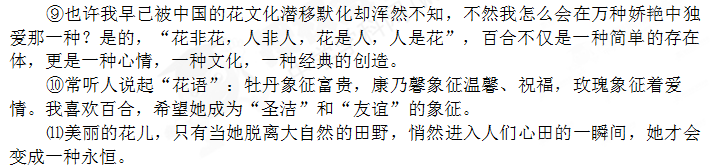 ⑨也许我早已被中国的花文化潜移默化却浑然不知，不然我怎么会在万种娇艳中独
爱那一种？是的，“花非花，人非人，花是人，人是花”，百合不仅是一种简单的存在
体，更是一种心情，一种文化，一种经典的创造。
⑩常听人说起“花语”：牡丹象征富贵，康乃馨象征温馨、祝福，玫瑰象征着爱
情。我喜欢百合，希望她成为“圣洁”和“友谊”的象征。
⑪美丽的花儿，只有当她脱离大自然的田野，悄然进入人们心田的一瞬间，她才会
变成一种永恒。